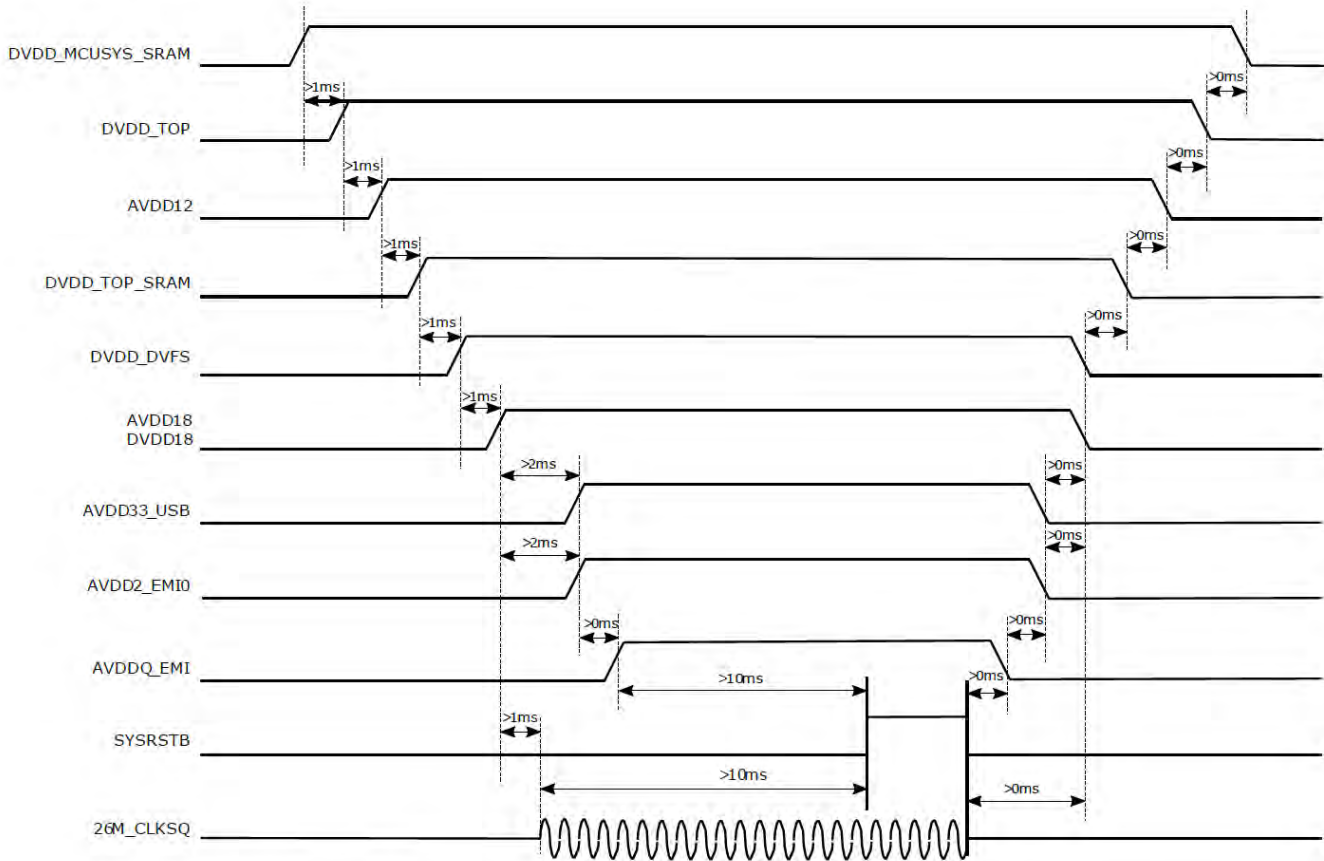 DVDD_MCUSYS_SRAM
>1ms
>0ms
DVDD_TOP
>1ms
>0ms
AVDD12
>1ms
>0ms
DVDD_TOP_SRAM
>1ms
>0ms
DVDD_DVFS
>1ms
AVDD18
DVDD18
>2ms
>0ms
AVDD33_USB
>2ms
>0ms
AVDD2_EMI0
>0ms
>0ms
AVDDQ_EMI
>10ms
>0ms
>1ms
SYSRSTB
>10ms
>0ms
26M_CLKSQ